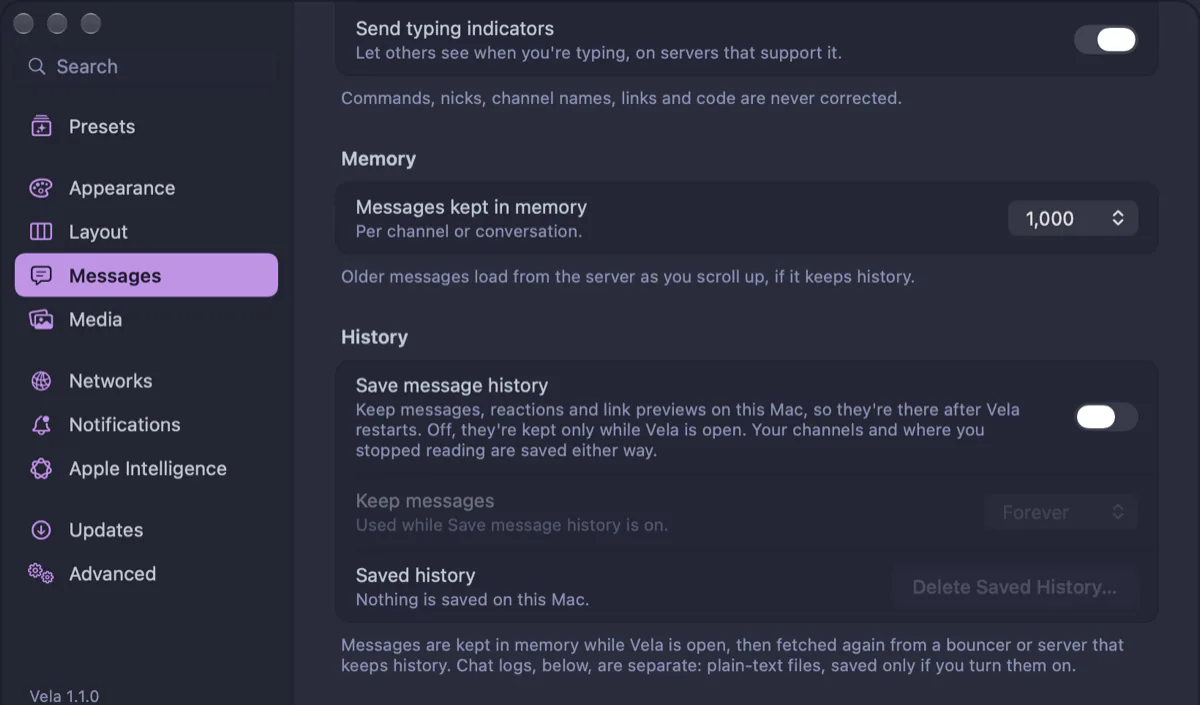 Search
Presets
Appearance
Layout
Messages
Media
Networks
Notifications
Apple Intelligence
Updates
Advanced
Vela 1.1.0
Send typing indicators
Let others see when you're typing, on servers that support it.
Commands, nicks, channel names, links and code are never corrected.
Memory
Messages kept in memory
Per channel or conversation.
1,000
Older messages load from the server as you scroll up, if it keeps history.
History
Save message history
Keep messages, reactions and link previews on this Mac, so they're there after Vela
restarts. Off, they're kept only while Vela is open. Your channels and where you
stopped reading are saved either way.
Keep messages
Used while Save message history is on.
Forever
Saved history
Nothing is saved on this Mac.
Delete Saved History...
Messages are kept in memory while Vela is open, then fetched again from a bouncer or server that
keeps history. Chat logs, below, are separate: plain-text files, saved only if you turn them on.